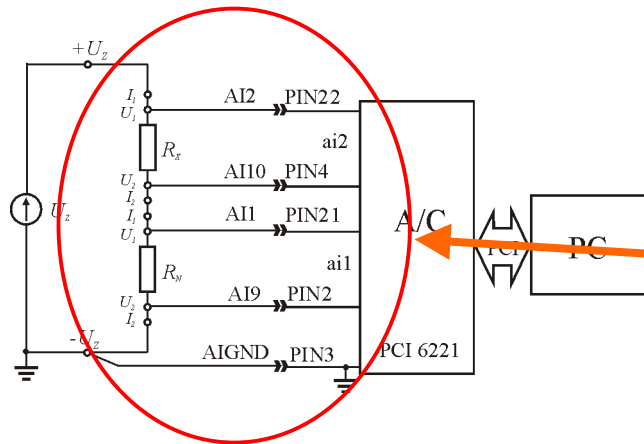 +U_Z
I_1
AI2 PIN22
U_1
ai2
R_X
AI10 PIN4
U_2
I_2
I_1
AI1 PIN21
U_1
A/C
U_Z
PCI
PC
ai1
R_N
AI9 PIN2
U_2
I_2
-U_Z
AIGND PIN3
PCI 6221